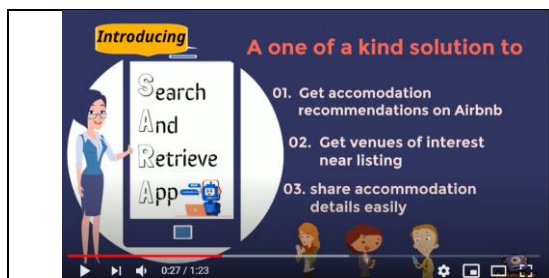 Introducing
Search
And
Retrieve
App
A one of a kind solution to
01. Get accomodation
recommendations on Airbnb
02. Get venues of interest
near listing
03. share accommodation
details easily
0:27 / 1:23